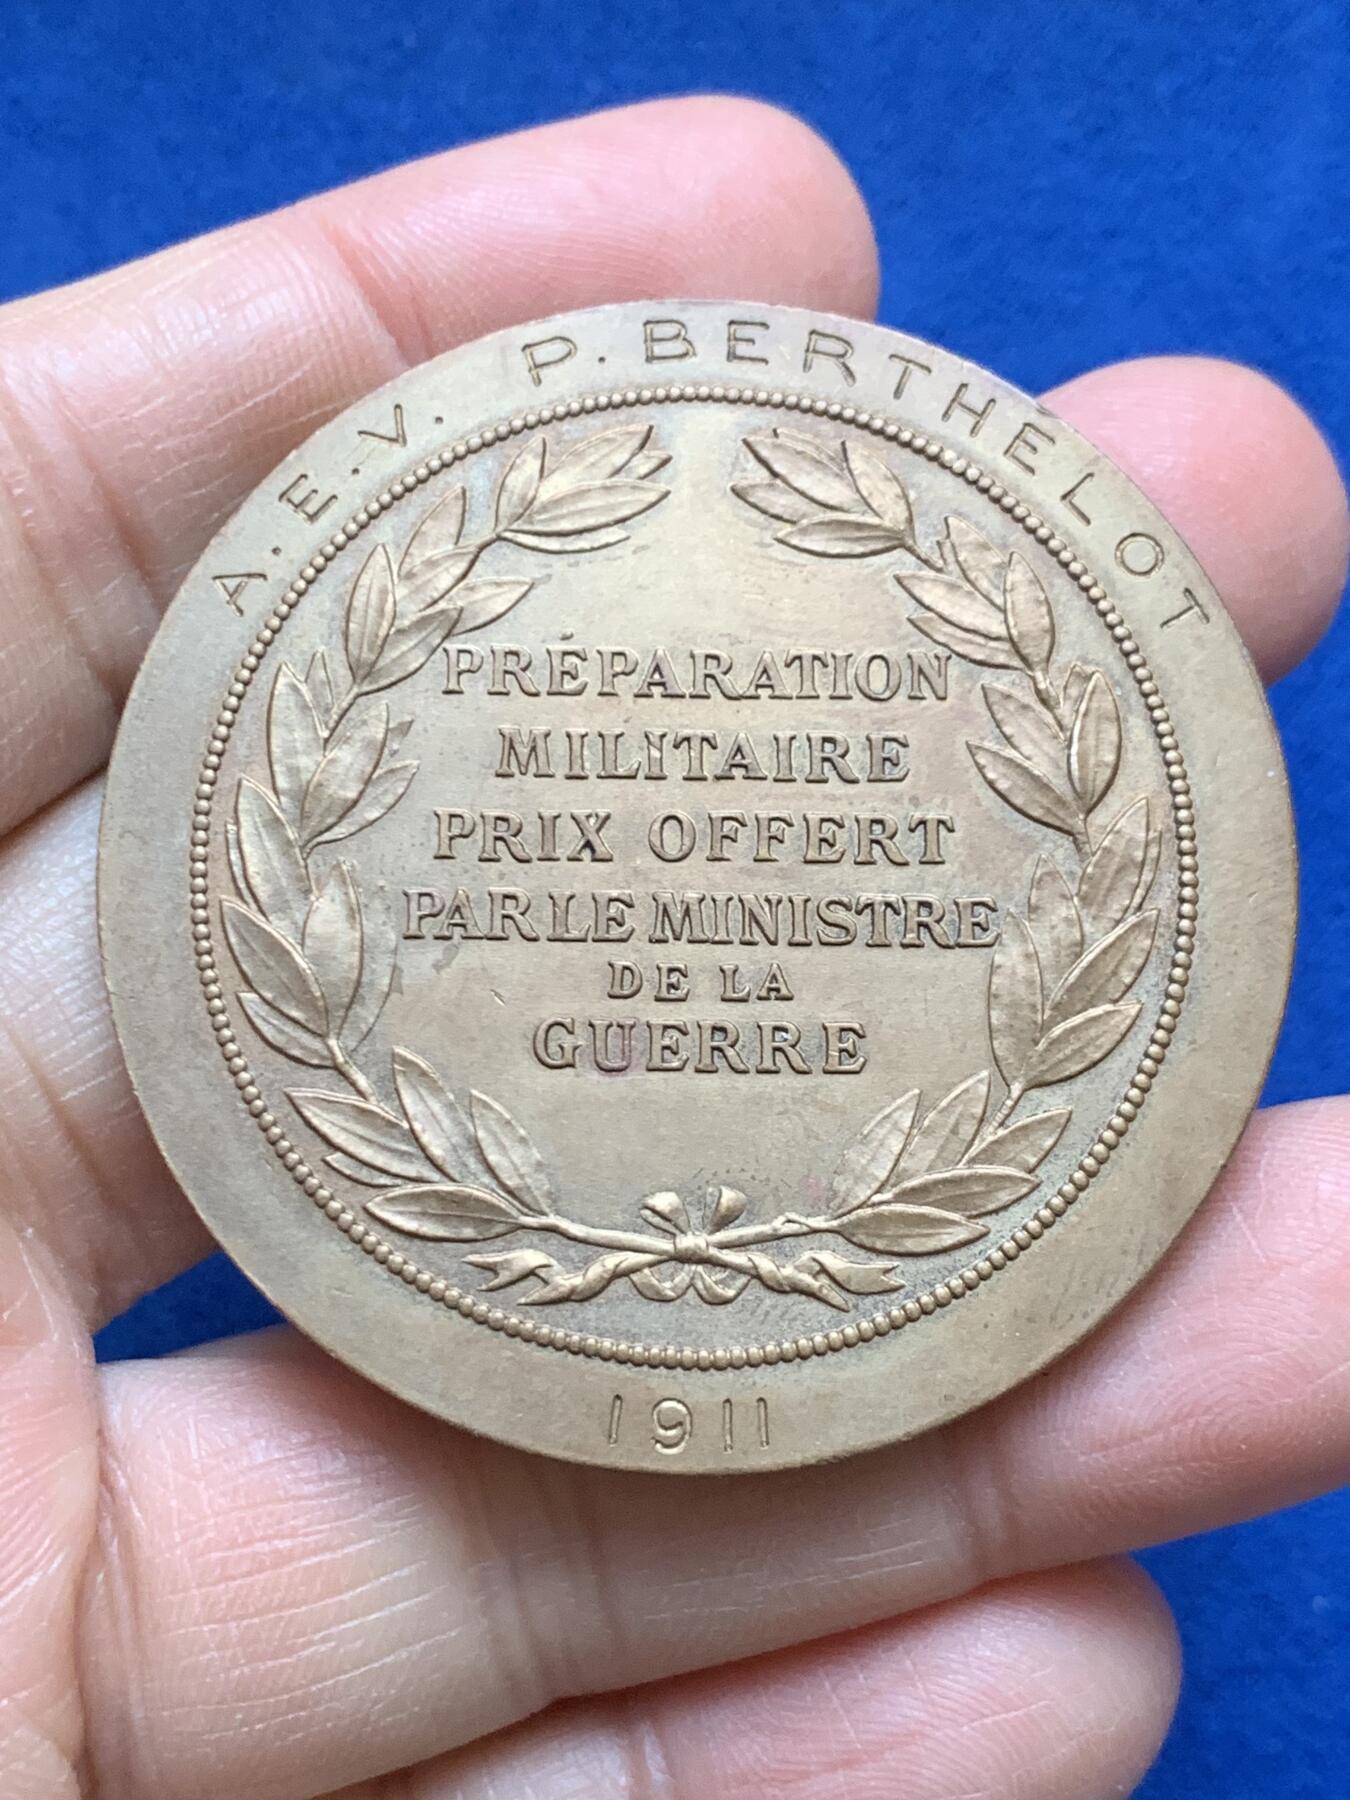 A. E. V. P. BERTHELOT
PRÉPARATION
MILITAIRE
PRIX OFFERT
PAR LE MINISTRE
DE LA
GUERRE
1911